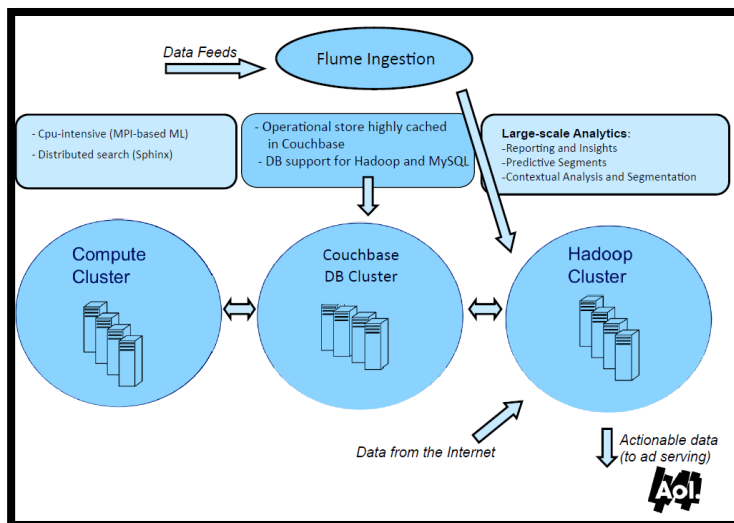 Data Feeds
Flume Ingestion
- Cpu-intensive (MPI-based ML)
- Distributed search (Sphinx)
- Operational store highly cached
in Couchbase
- DB support for Hadoop and MySQL
Large-scale Analytics:
-Reporting and Insights
-Predictive Segments
-Contextual Analysis and Segmentation
Compute
Cluster
Couchbase
DB Cluster
Hadoop
Cluster
Data from the Internet
Actionable data
(to ad serving)
Aol.